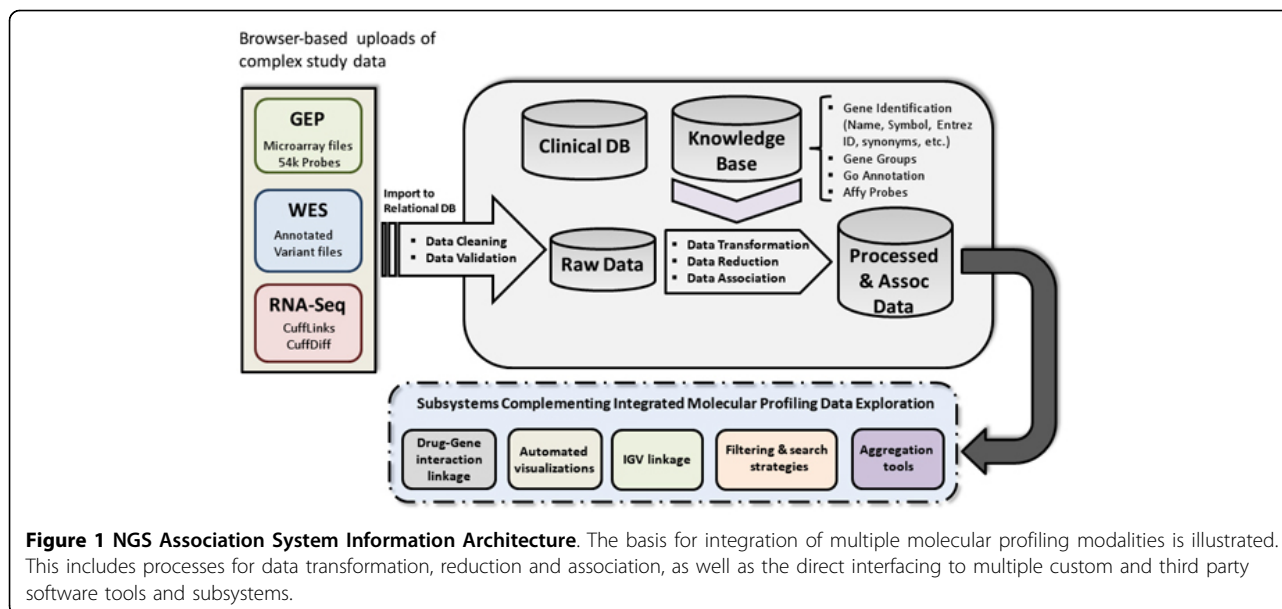 Browser-based uploads of
complex study data
GEP
Microarray files
54k Probes
WES
Annotated
Variant files
RNA-Seq
CuffLinks
CuffDiff
Import to
Relational DB
▪ Data Cleaning
▪ Data Validation
Clinical DB
Knowledge
Base
▪ Gene Identification
(Name, Symbol, Entrez
ID, synonyms, etc.)
▪ Gene Groups
▪ Go Annotation
▪ Affy Probes
Raw Data
▪ Data Transformation
▪ Data Reduction
▪ Data Association
Processed
& Assoc
Data
Subsystems Complementing Integrated Molecular Profiling Data Exploration
Drug-Gene
interaction
linkage
Automated
visualizations
IGV linkage
Filtering & search
strategies
Aggregation
tools
Figure 1 NGS Association System Information Architecture. The basis for integration of multiple molecular profiling modalities is illustrated.
This includes processes for data transformation, reduction and association, as well as the direct interfacing to multiple custom and third party
software tools and subsystems.